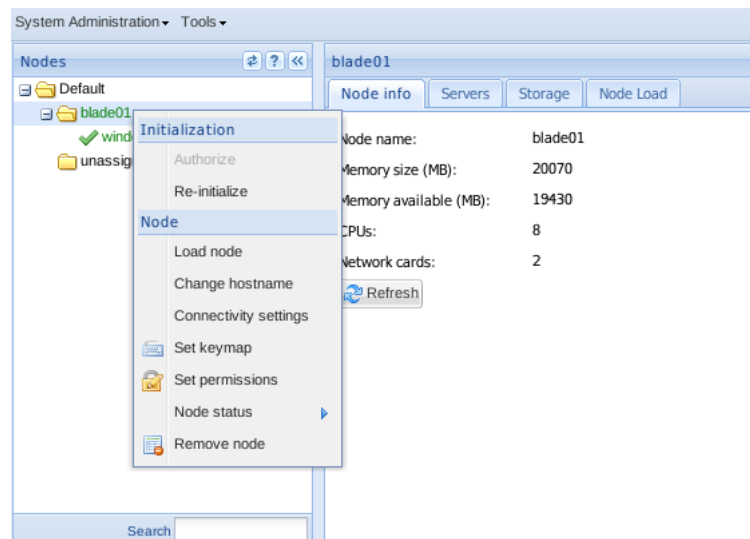 System Administration Tools
Nodes
Default
blade01
unassig
Search
Initialization
Authorize
Re-initialize
Node
Load node
Change hostname
Connectivity settings
Set keymap
Set permissions
Node status
Remove node
blade01
Node info Servers Storage Node Load
Node name: blade01
Memory size (MB): 20070
Memory available (MB): 19430
CPUs: 8
Network cards: 2
Refresh